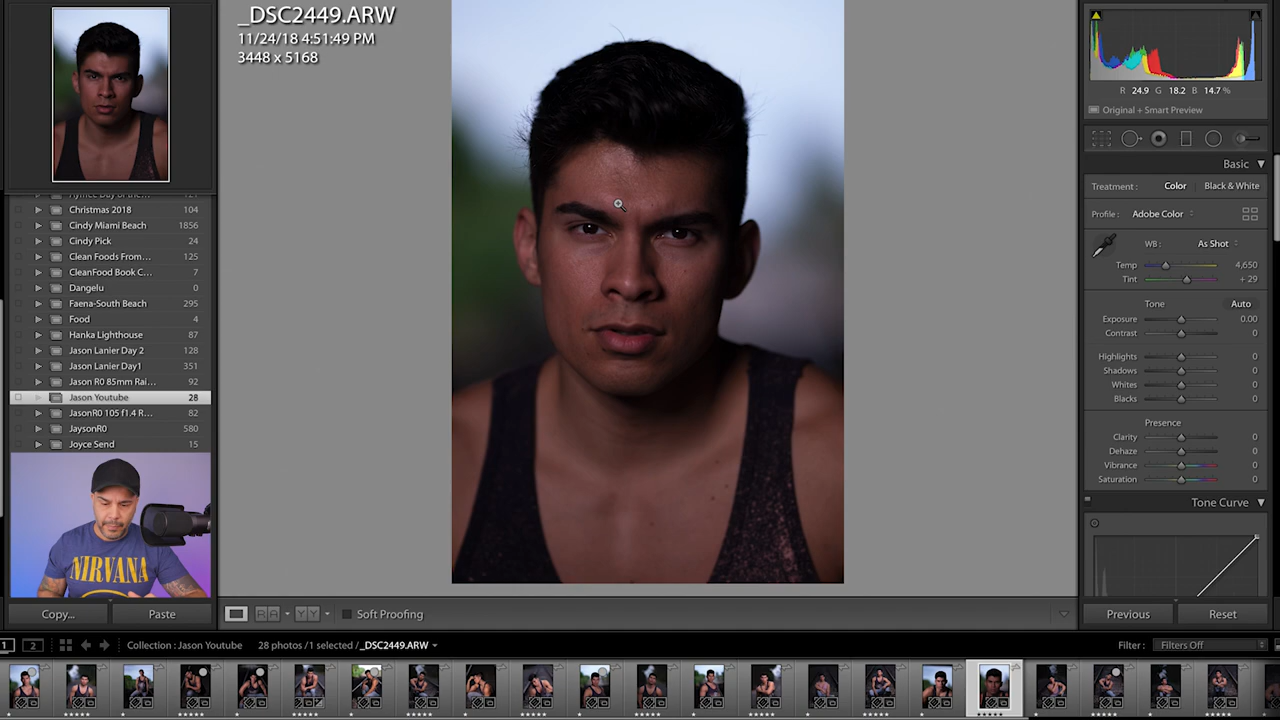 _DSC2449.ARW
11/24/18 4:51:49 PM
3448 x 5168
Christmas 2018 104
Cindy Miami Beach 1856
Cindy Pick 24
Clean Foods From... 125
CleanFood Book C... 7
Dangelu 0
Faena-South Beach 295
Food 4
Hanka Lighthouse 87
Jason Lanier Day 2 128
Jason Lanier Day1 351
Jason R0 85mm Rai... 92
Jason Youtube 28
JasonR0 105 f1.4 R... 82
JaysonR0 580
Joyce Send 15
NIRVANA
Copy... Paste
R A Y Y Soft Proofing
R 24.9 G 18.2 B 14.7 %
Original + Smart Preview
Basic
Treatment : Color Black & White
Profile : Adobe Color
WB : As Shot
Temp 4,650
Tint + 29
Tone Auto
Exposure 0.00
Contrast 0
Highlights 0
Shadows 0
Whites 0
Blacks 0
Presence
Clarity 0
Dehaze 0
Vibrance 0
Saturation 0
Tone Curve
Previous Reset
1 2 Collection : Jason Youtube 28 photos / 1 selected / _DSC2449.ARW Filter : Filters Off